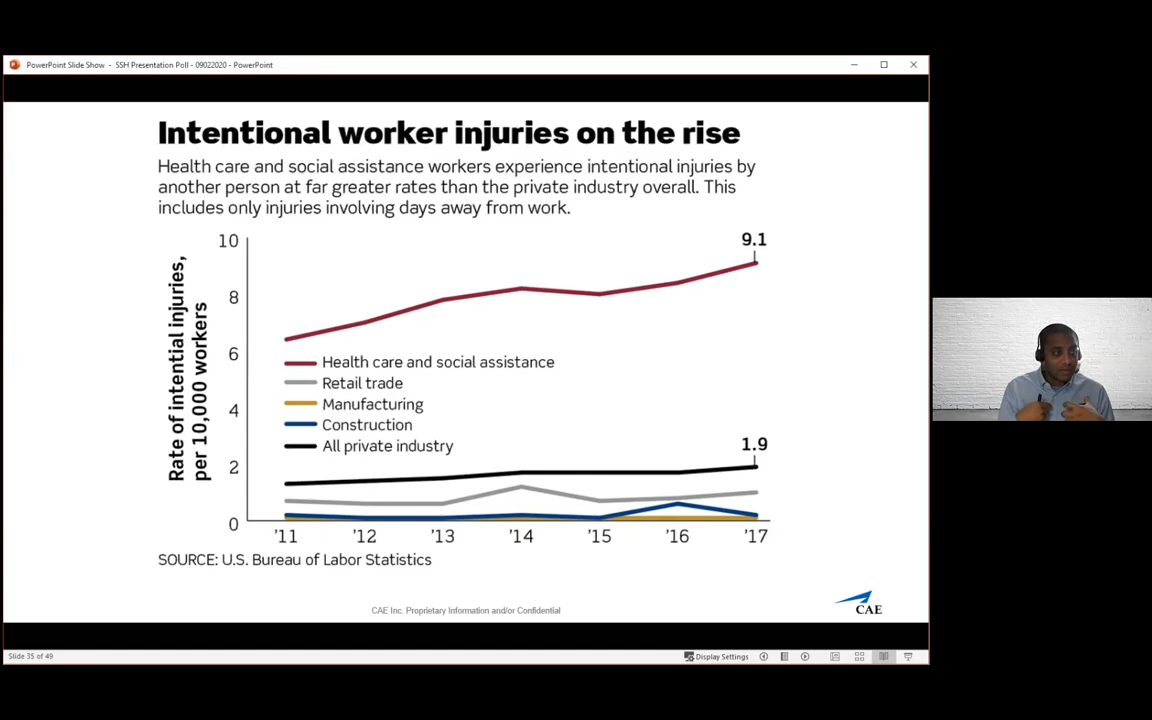 PowerPoint Slide Show - SSH Presentation Poll - 09022020 - PowerPoint
Intentional worker injuries on the rise
Health care and social assistance workers experience intentional injuries by
another person at far greater rates than the private industry overall. This
includes only injuries involving days away from work.
Rate of intentional injuries,
per 10,000 workers
10
8
6
4
2
0
9.1
Health care and social assistance
Retail trade
Manufacturing
Construction
All private industry
1.9
'11 '12 '13 '14 '15 '16 '17
SOURCE: U.S. Bureau of Labor Statistics
CAE Inc. Proprietary Information and/or Confidential
CAE
Slide 35 of 49
Display Settings